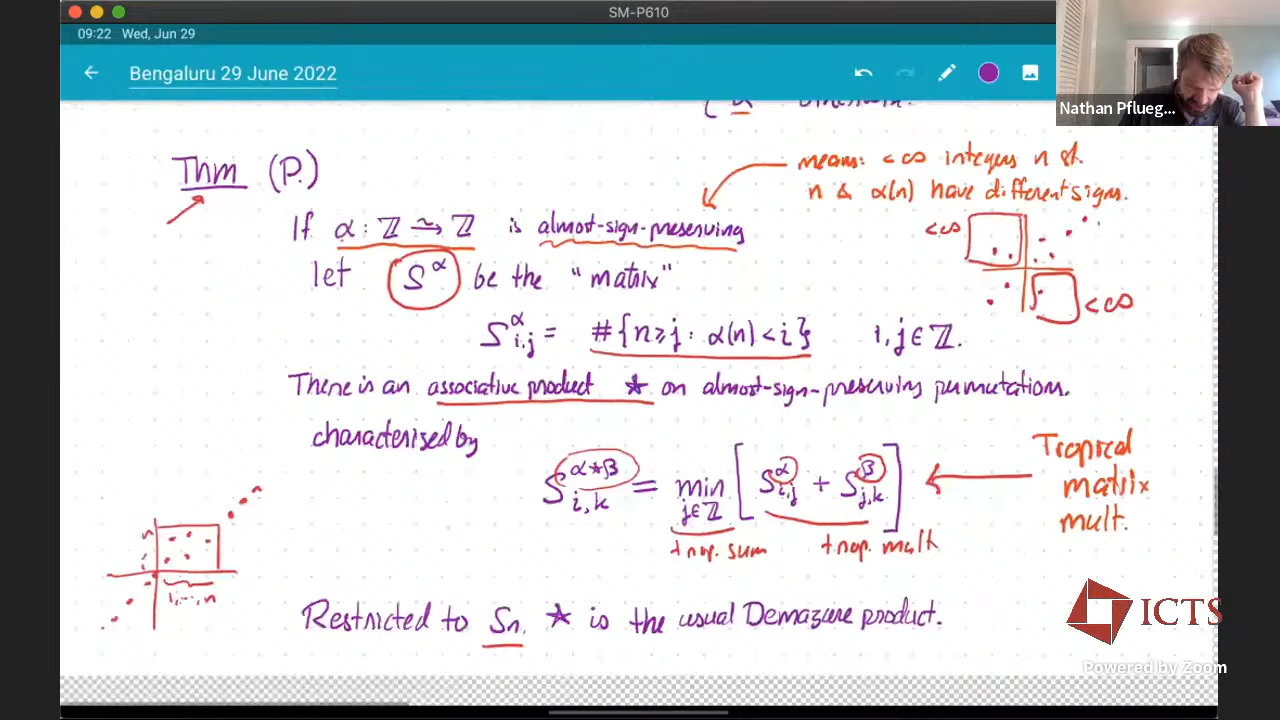 SM-P610
09:22 Wed, Jun 29
Bengaluru 29 June 2022
Nathan Pflueg...
Thm (P.)
means: <∞ integers n st.
n & α(n) have different signs.
If α: ℤ ≃→ ℤ is almost-sign-preserving
<∞
let S^α be the "matrix"
<∞
S^α_{i,j} = #{n≥j : α(n)<i} i,j∈ℤ.
There is an associative product ★ on almost-sign-preserving permutations.
characterised by
S^{α★β}_{i,k} = min_{j∈ℤ} [S^α_{i,j} + S^β_{j,k}]
Tropical
matrix
mult.
trop. sum trop. mult
n
1,...,n
Restricted to Sn, ★ is the usual Demazure product.
ICTS
Powered by Zoom